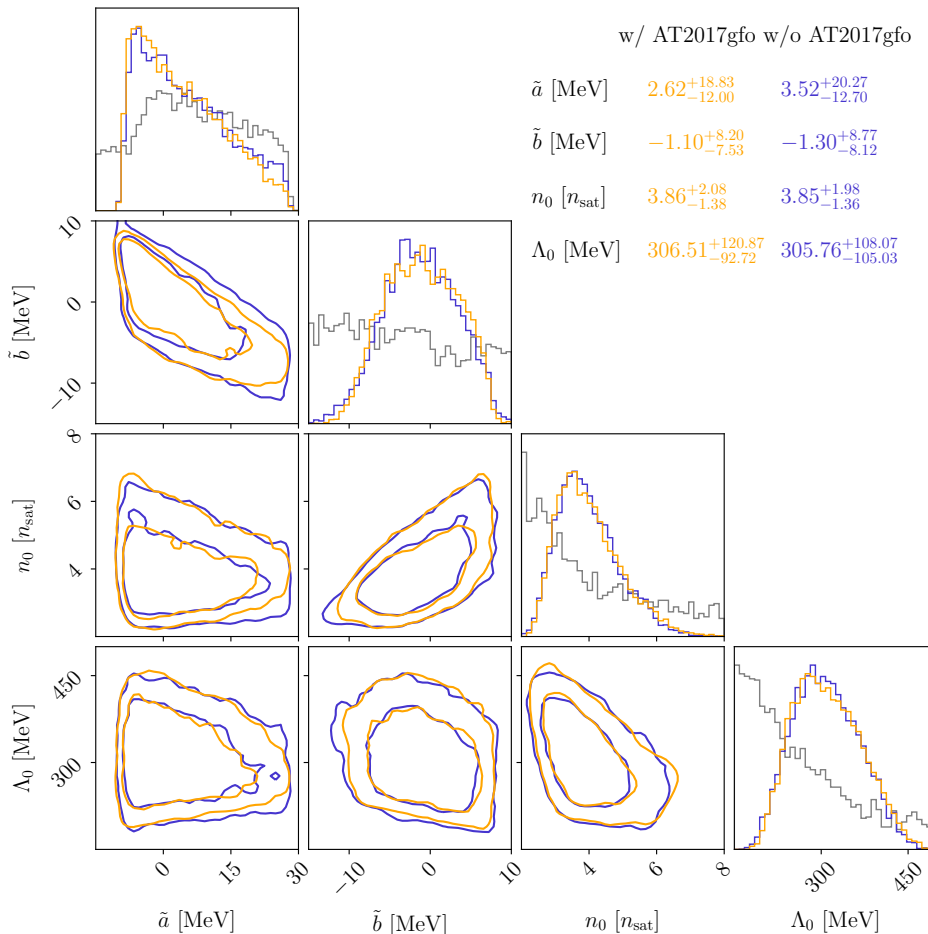 w/ AT2017gfo w/o AT2017gfo
ã [MeV] 2.62+18.83−12.00 3.52+20.27−12.70
b̃ [MeV] −1.10+8.20−7.53 −1.30+8.77−8.12
n0 [nsat] 3.86+2.08−1.38 3.85+1.98−1.36
Λ0 [MeV] 306.51+120.87−92.72 305.76+108.07−105.03
10
0
−10
b̃ [MeV]
8
6
4
n0 [nsat]
450
300
Λ0 [MeV]
0 15 30 −10 0 10 4 6 8 300 450
ã [MeV] b̃ [MeV] n0 [nsat] Λ0 [MeV]